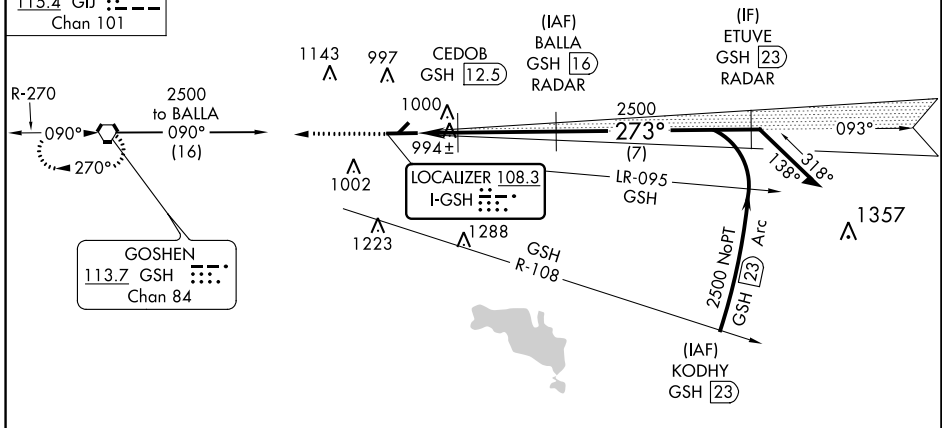 115.4 GIJ
Chan 101
R-270
090°
270°
2500
to BALLA
090°
(16)
GOSHEN
113.7 GSH
Chan 84
1143
997
1000
994±
1002
1223
1288
1357
CEDOB
GSH 12.5
(IAF)
BALLA
GSH 16
RADAR
(IF)
ETUVE
GSH 23
RADAR
2500
273°
(7)
093°
138°
318°
LOCALIZER 108.3
I-GSH
LR-095
GSH
GSH
R-108
2500 NoPT
GSH 23 Arc
(IAF)
KODHY
GSH 23